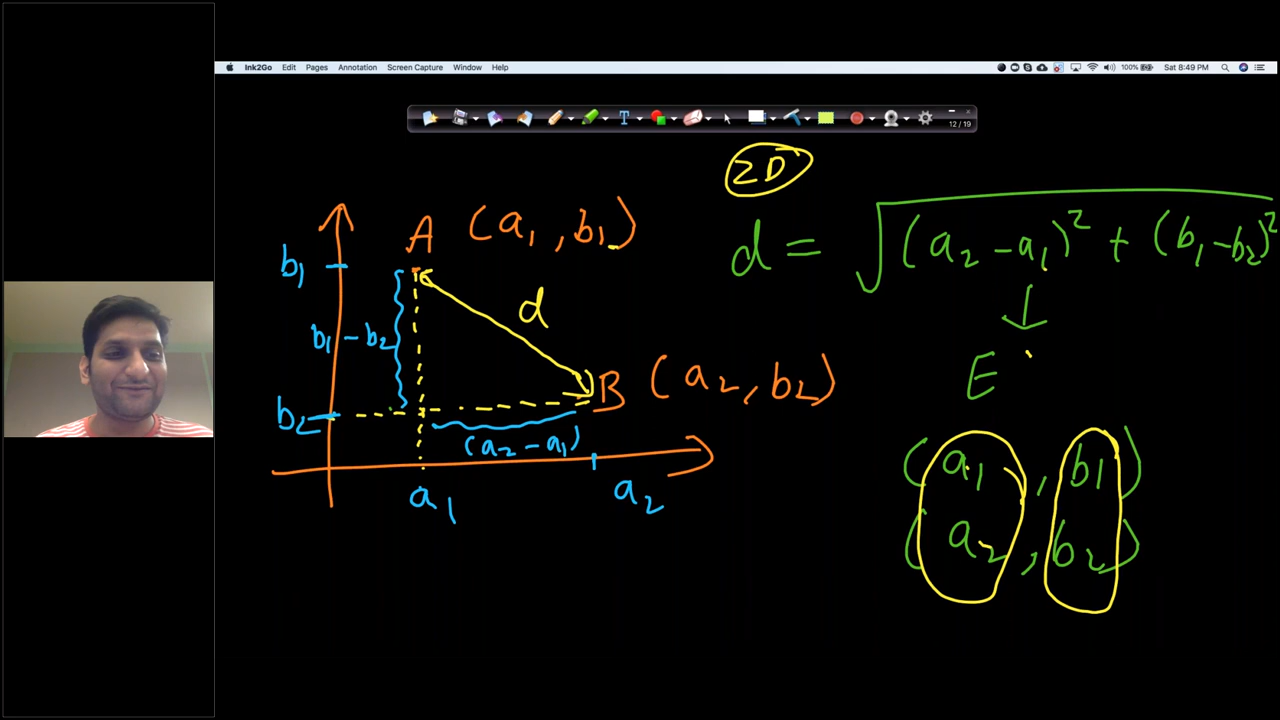 Ink2Go Edit Pages Annotation Screen Capture Window Help 100% Sat 8:49 PM
12 / 19
2D
A (a1, b1)
d = √(a2 - a1)² + (b1 - b2)²
b1
d
b1 - b2
E
B (a2, b2)
b2
(a2 - a1)
(a1, b1)
a1
a2
(a2, b2)